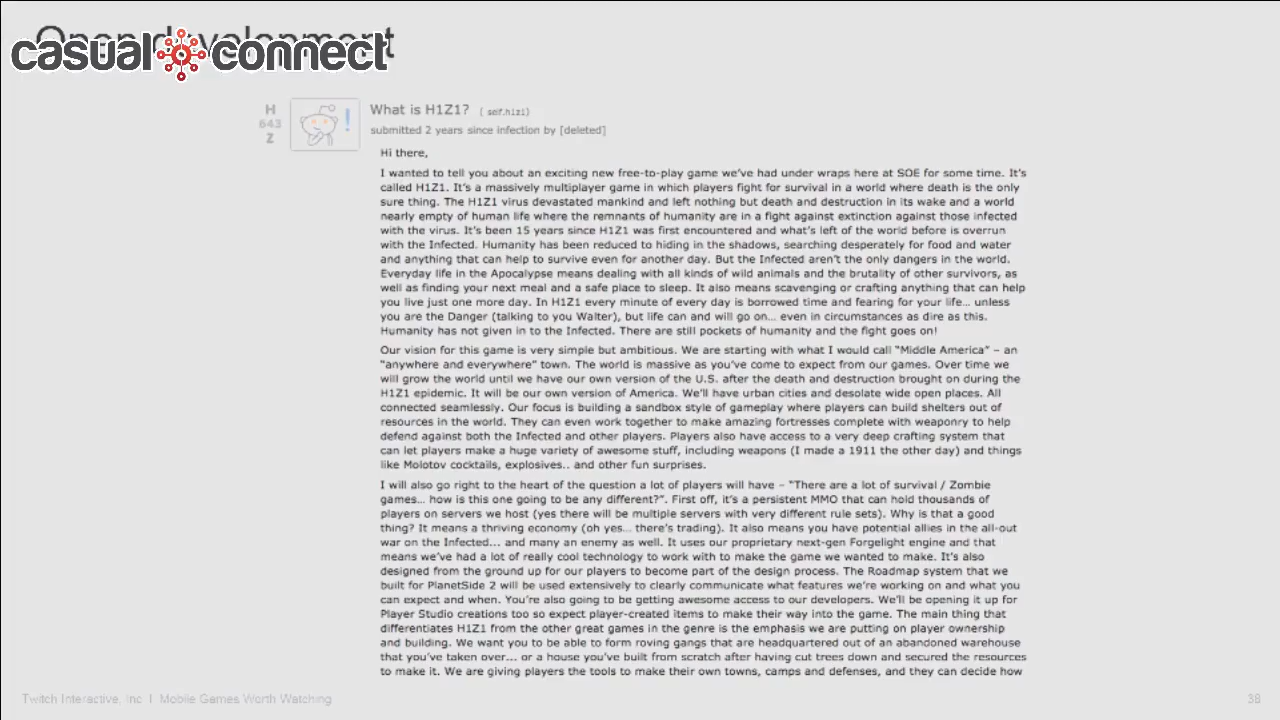 Open development
casual connect
H
643
Z
What is H1Z1? ( self.h1z1)
submitted 2 years since infection by [deleted]
Hi there,
I wanted to tell you about an exciting new free-to-play game we've had under wraps here at SOE for some time. It's
called H1Z1. It's a massively multiplayer game in which players fight for survival in a world where death is the only
sure thing. The H1Z1 virus devastated mankind and left nothing but death and destruction in its wake and a world
nearly empty of human life where the remnants of humanity are in a fight against extinction against those infected
with the virus. It's been 15 years since H1Z1 was first encountered and what's left of the world before is overrun
with the Infected. Humanity has been reduced to hiding in the shadows, searching desperately for food and water
and anything that can help to survive even for another day. But the Infected aren't the only dangers in the world.
Everyday life in the Apocalypse means dealing with all kinds of wild animals and the brutality of other survivors, as
well as finding your next meal and a safe place to sleep. It also means scavenging or crafting anything that can help
you live just one more day. In H1Z1 every minute of every day is borrowed time and fearing for your life… unless
you are the Danger (talking to you Walter), but life can and will go on… even in circumstances as dire as this.
Humanity has not given in to the Infected. There are still pockets of humanity and the fight goes on!
Our vision for this game is very simple but ambitious. We are starting with what I would call "Middle America" – an
"anywhere and everywhere" town. The world is massive as you've come to expect from our games. Over time we
will grow the world until we have our own version of the U.S. after the death and destruction brought on during the
H1Z1 epidemic. It will be our own version of America. We'll have urban cities and desolate wide open places. All
connected seamlessly. Our focus is building a sandbox style of gameplay where players can build shelters out of
resources in the world. They can even work together to make amazing fortresses complete with weaponry to help
defend against both the Infected and other players. Players also have access to a very deep crafting system that
can let players make a huge variety of awesome stuff, including weapons (I made a 1911 the other day) and things
like Molotov cocktails, explosives.. and other fun surprises.
I will also go right to the heart of the question a lot of players will have – "There are a lot of survival / Zombie
games… how is this one going to be any different?". First off, it's a persistent MMO that can hold thousands of
players on servers we host (yes there will be multiple servers with very different rule sets). Why is that a good
thing? It means a thriving economy (oh yes… there's trading). It also means you have potential allies in the all-out
war on the Infected... and many an enemy as well. It uses our proprietary next-gen Forgelight engine and that
means we've had a lot of really cool technology to work with to make the game we wanted to make. It's also
designed from the ground up for our players to become part of the design process. The Roadmap system that we
built for PlanetSide 2 will be used extensively to clearly communicate what features we're working on and what you
can expect and when. You're also going to be getting awesome access to our developers. We'll be opening it up for
Player Studio creations too so expect player-created items to make their way into the game. The main thing that
differentiates H1Z1 from the other great games in the genre is the emphasis we are putting on player ownership
and building. We want you to be able to form roving gangs that are headquartered out of an abandoned warehouse
that you've taken over... or a house you've built from scratch after having cut trees down and secured the resources
to make it. We are giving players the tools to make their own towns, camps and defenses, and they can decide how
Twitch Interactive, Inc | Mobile Games Worth Watching
38